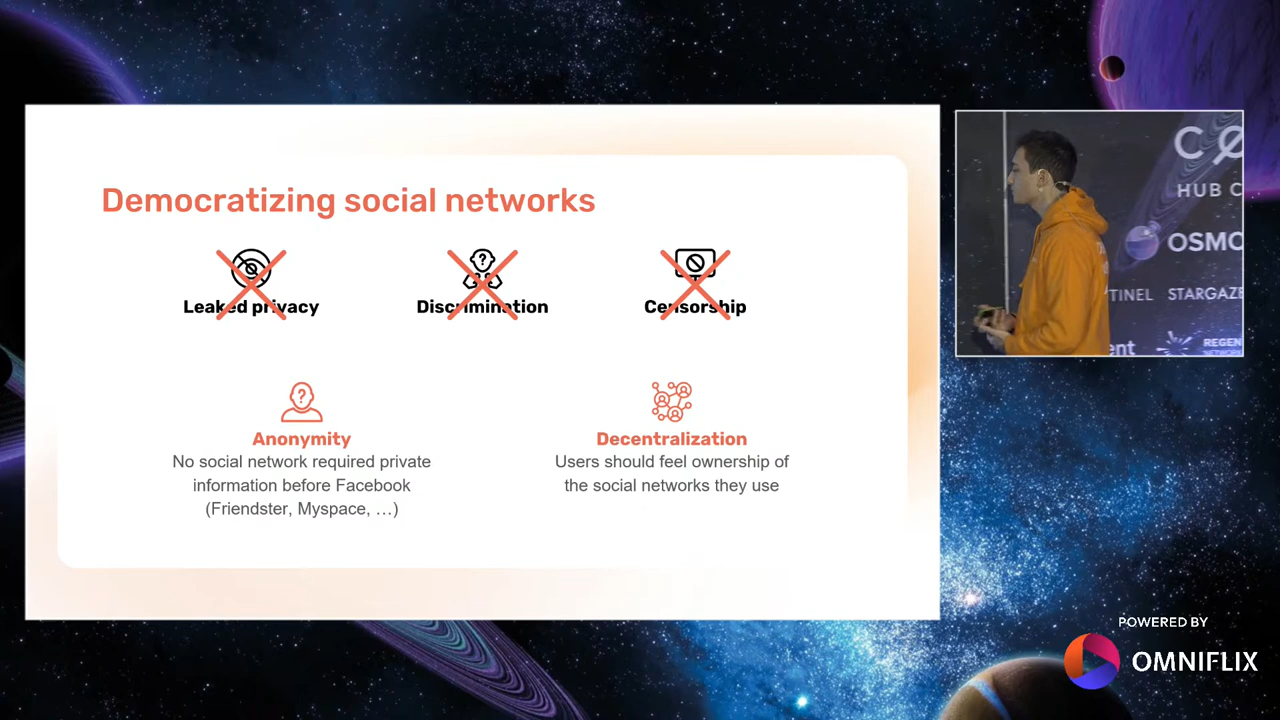 Democratizing social networks
Leaked privacy
Discrimination
Censorship
Anonymity
No social network required private
information before Facebook
(Friendster, Myspace, …)
Decentralization
Users should feel ownership of
the social networks they use
HUB
STARGAZE
POWERED BY
OMNIFLIX